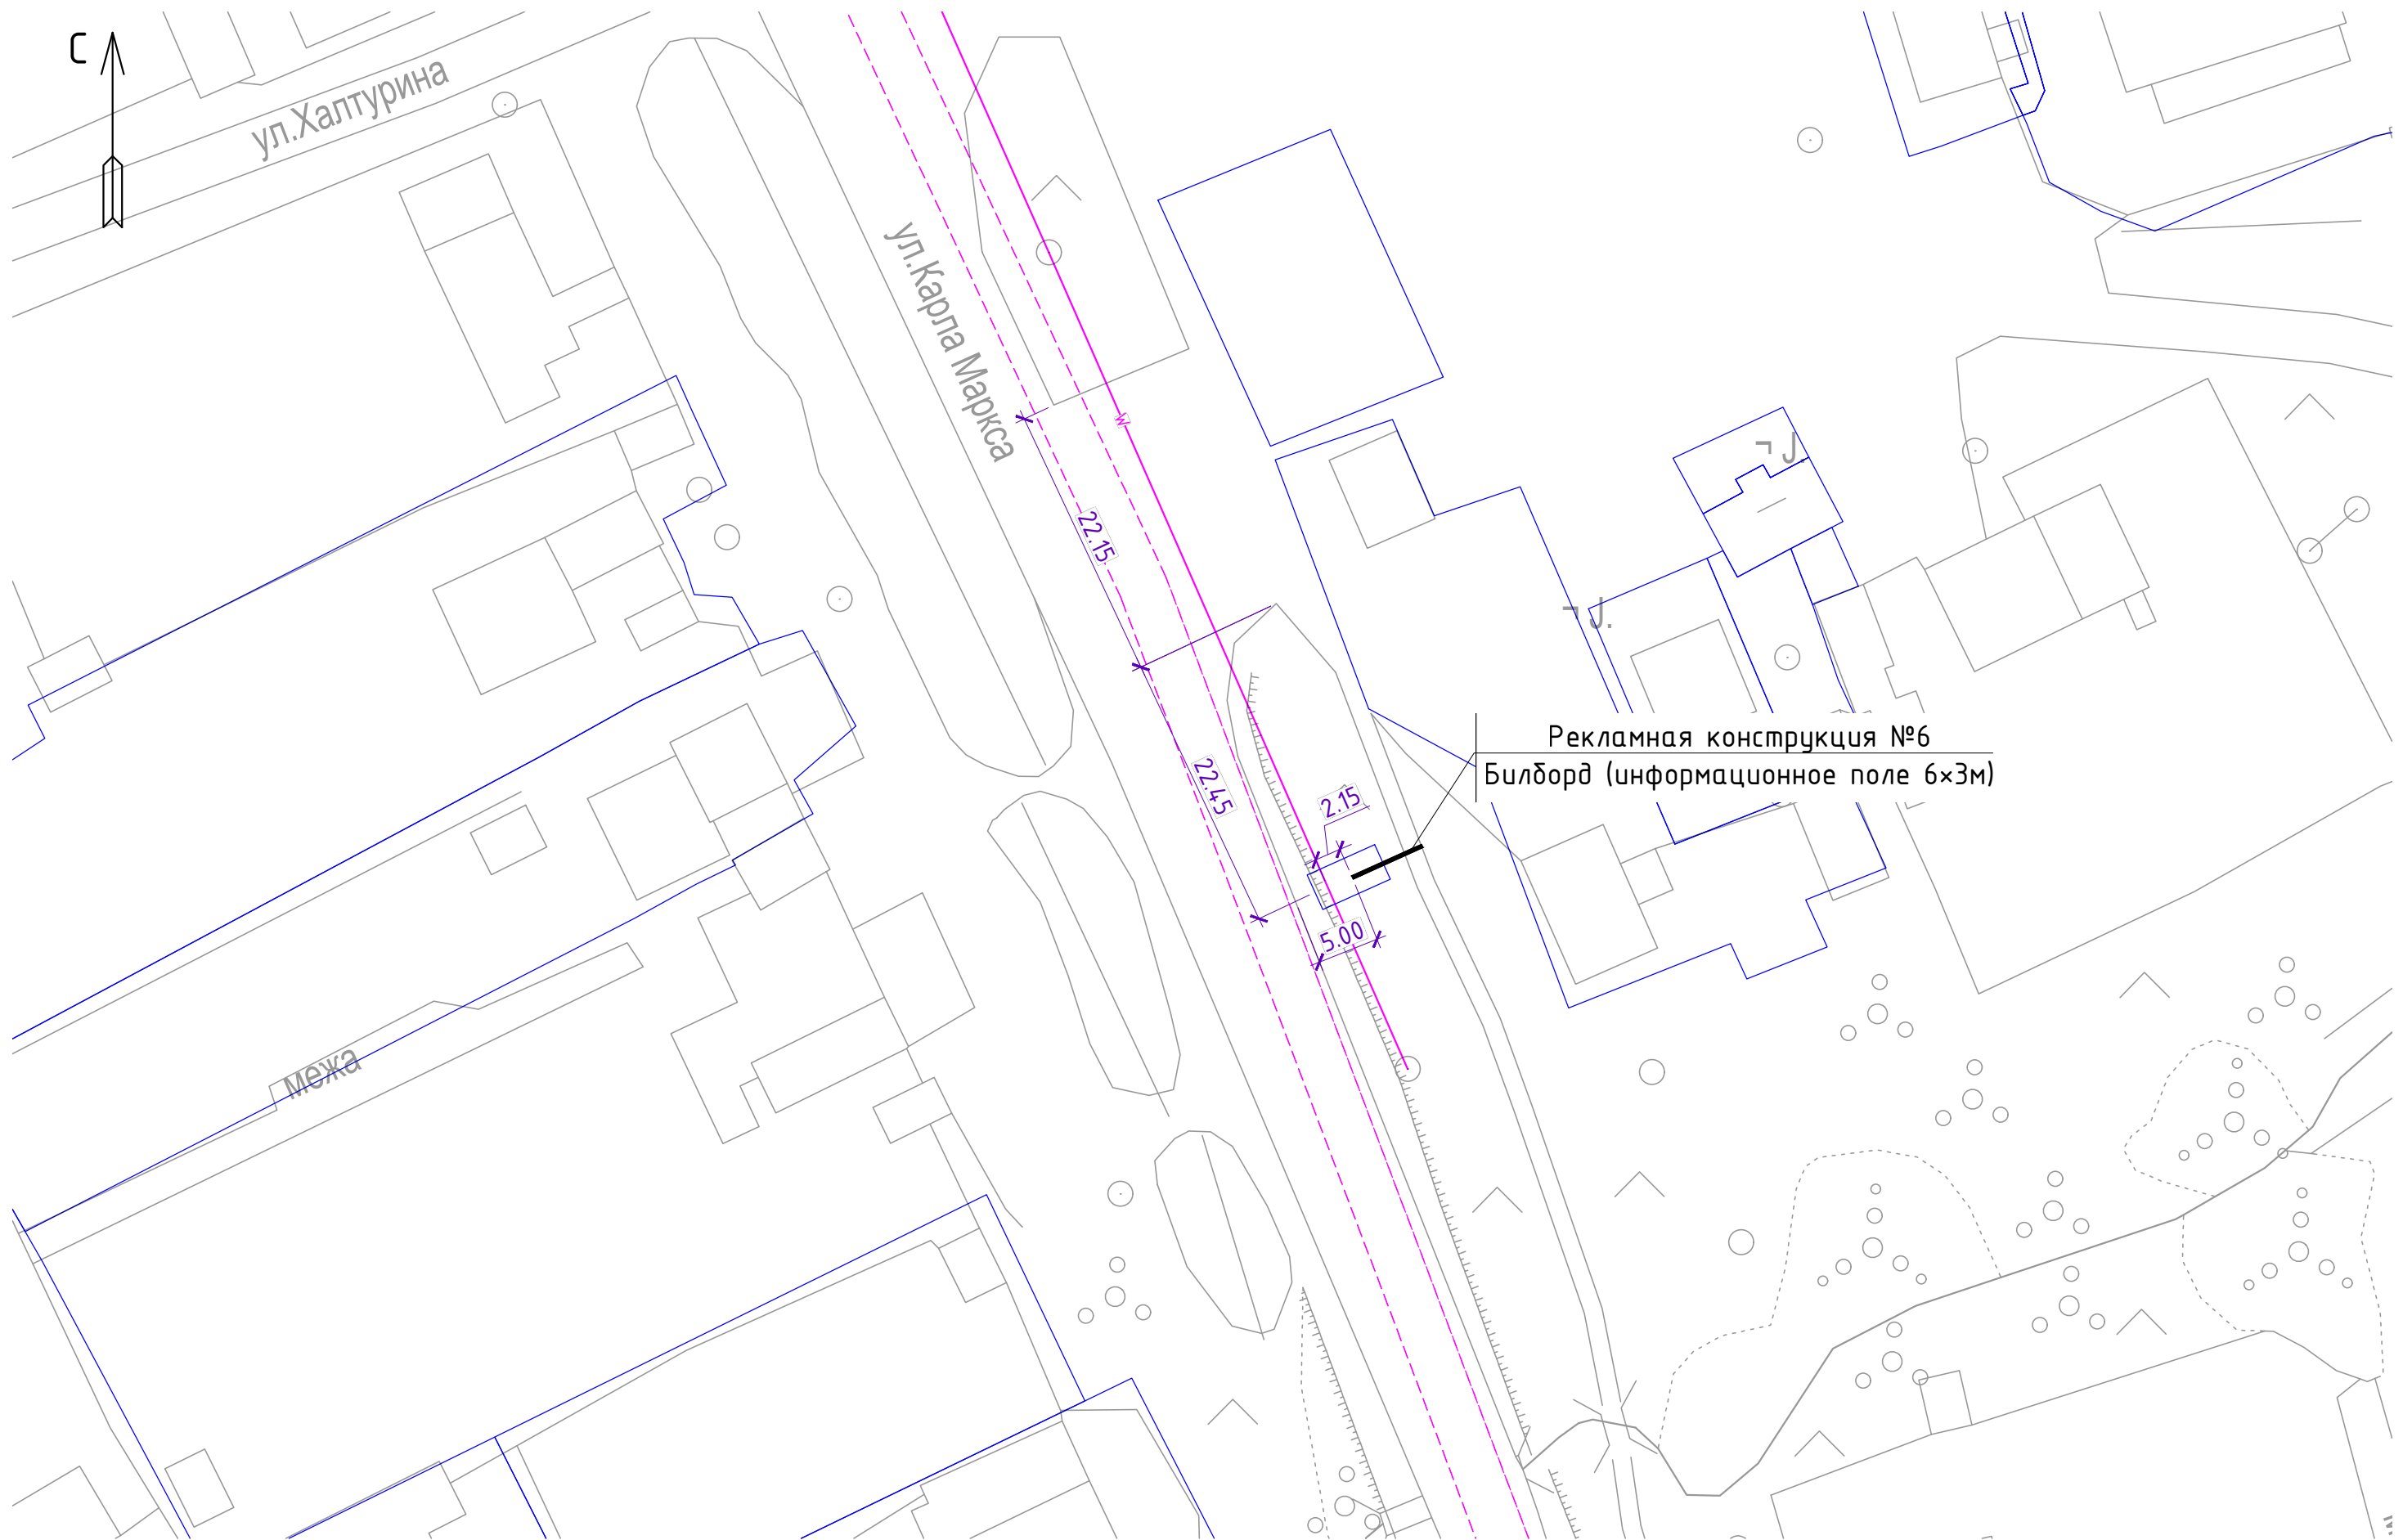 С
ул.Халтурина
ул.Карла Маркса
W
22.15
Рекламная конструкция №6
Билборд (информационное поле 6×3м)
22.45
2.15
5.00
межа